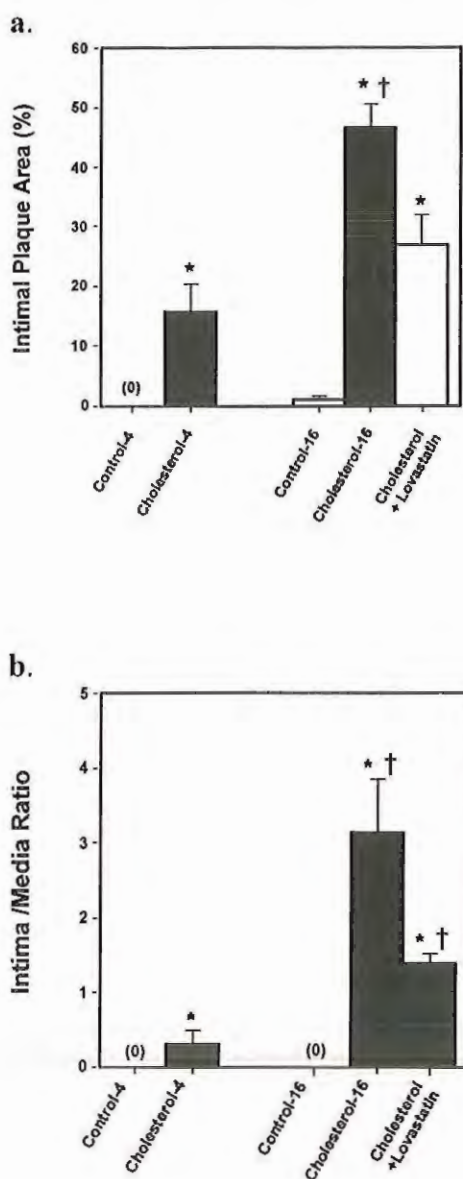 a.
Intimal Plaque Area (%)
60
50
40
30
20
10
0
(0)
*
* †
*
Control-4
Cholesterol-4
Control-16
Cholesterol-16
Cholesterol
+ Lovastatin
b.
Intima /Media Ratio
5
4
3
2
1
0
(0)
*
(0)
* †
* †
Control-4
Cholesterol-4
Control-16
Cholesterol-16
Cholesterol
+Lovastatin